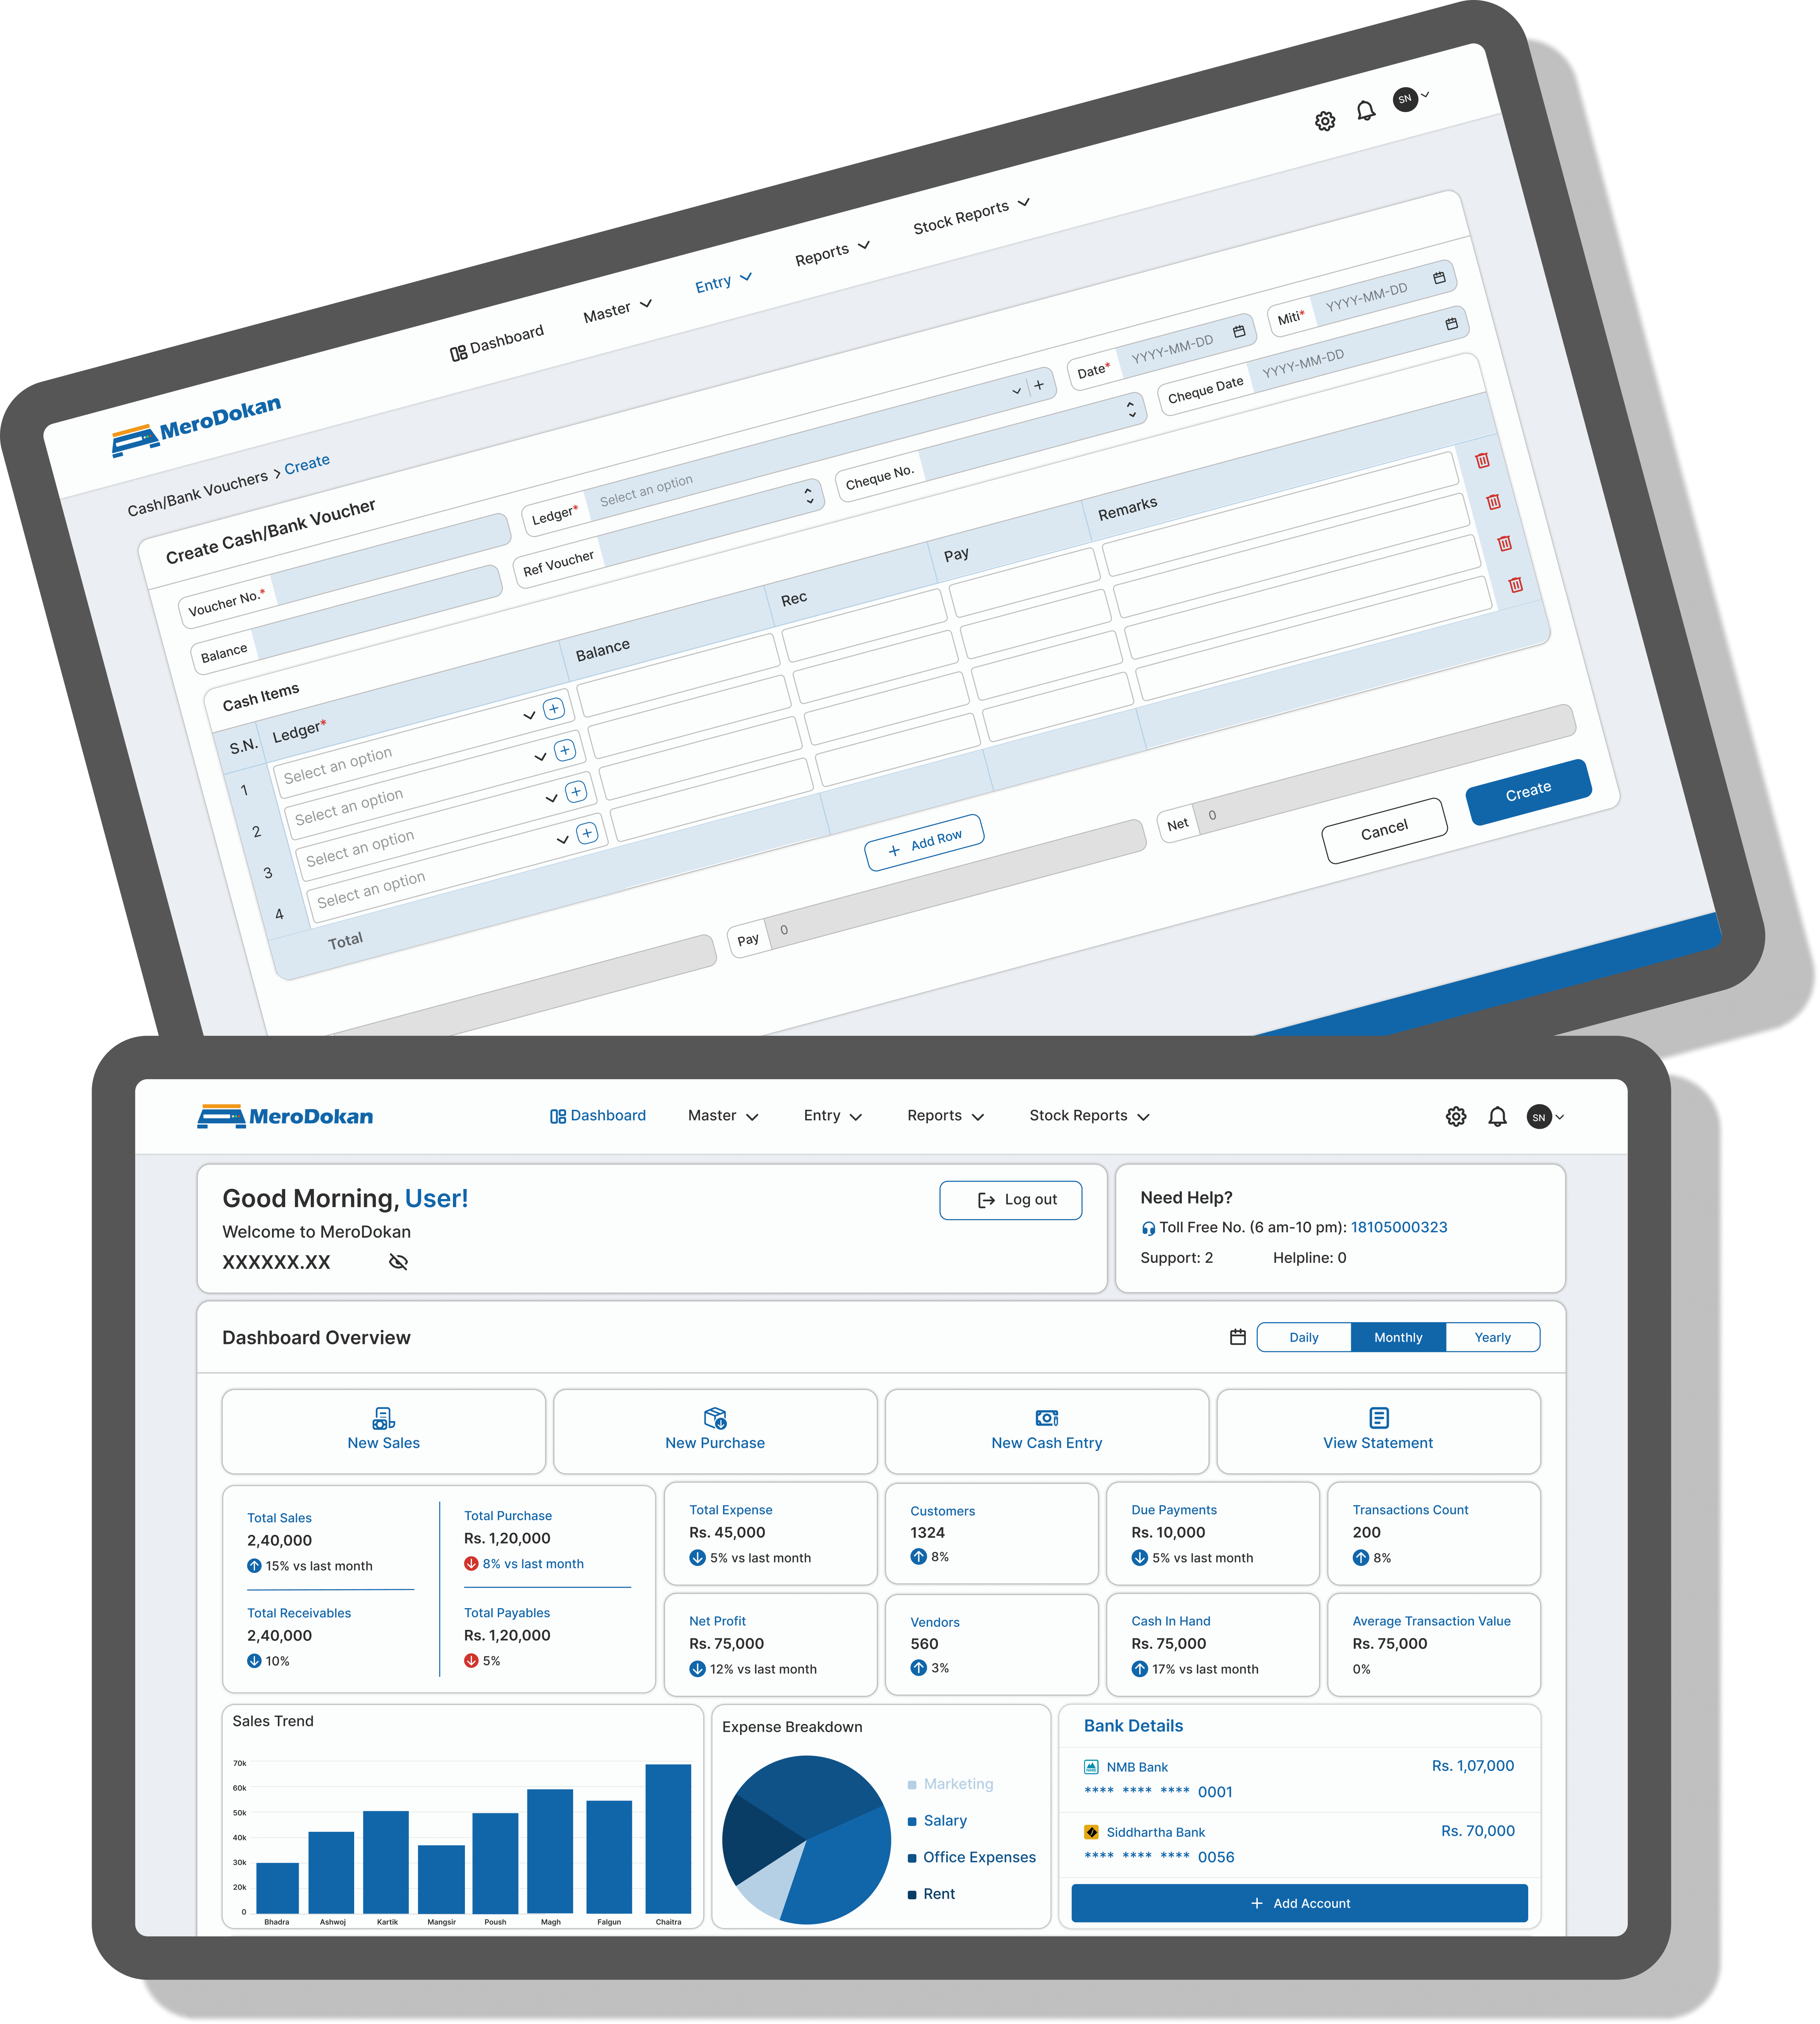 SN
Dashboard
Master
Entry
Reports
Stock Reports
MeroDokan
Cash/Bank Vouchers > Create
Create Cash/Bank Voucher
Voucher No.*
Ledger* Select an option
Date* YYYY-MM-DD
Miti* YYYY-MM-DD
Balance
Ref Voucher
Cheque No.
Cheque Date YYYY-MM-DD
Cash Items
S.N. Ledger* Balance Rec Pay Remarks
1 Select an option
2 Select an option
3 Select an option
4 Select an option
Total
+ Add Row
Pay 0
Net 0
Cancel
Create
MeroDokan Dashboard Master Entry Reports Stock Reports SN
Good Morning, User!
Log out
Welcome to MeroDokan
XXXXXX.XX
Need Help?
Toll Free No. (6 am-10 pm): 18105000323
Support: 2 Helpline: 0
Dashboard Overview
Daily Monthly Yearly
New Sales
New Purchase
New Cash Entry
View Statement
Total Sales
2,40,000
15% vs last month
Total Purchase
Rs. 1,20,000
8% vs last month
Total Receivables
2,40,000
10%
Total Payables
Rs. 1,20,000
5%
Total Expense
Rs. 45,000
5% vs last month
Customers
1324
8%
Due Payments
Rs. 10,000
5% vs last month
Transactions Count
200
8%
Net Profit
Rs. 75,000
12% vs last month
Vendors
560
3%
Cash In Hand
Rs. 75,000
17% vs last month
Average Transaction Value
Rs. 75,000
0%
Sales Trend
70k
60k
50k
40k
30k
20k
0
Bhadra Ashwoj Kartik Mangsir Poush Magh Falgun Chaitra
Expense Breakdown
Marketing
Salary
Office Expenses
Rent
Bank Details
NMB Bank Rs. 1,07,000
**** **** **** 0001
Siddhartha Bank Rs. 70,000
**** **** **** 0056
+ Add Account